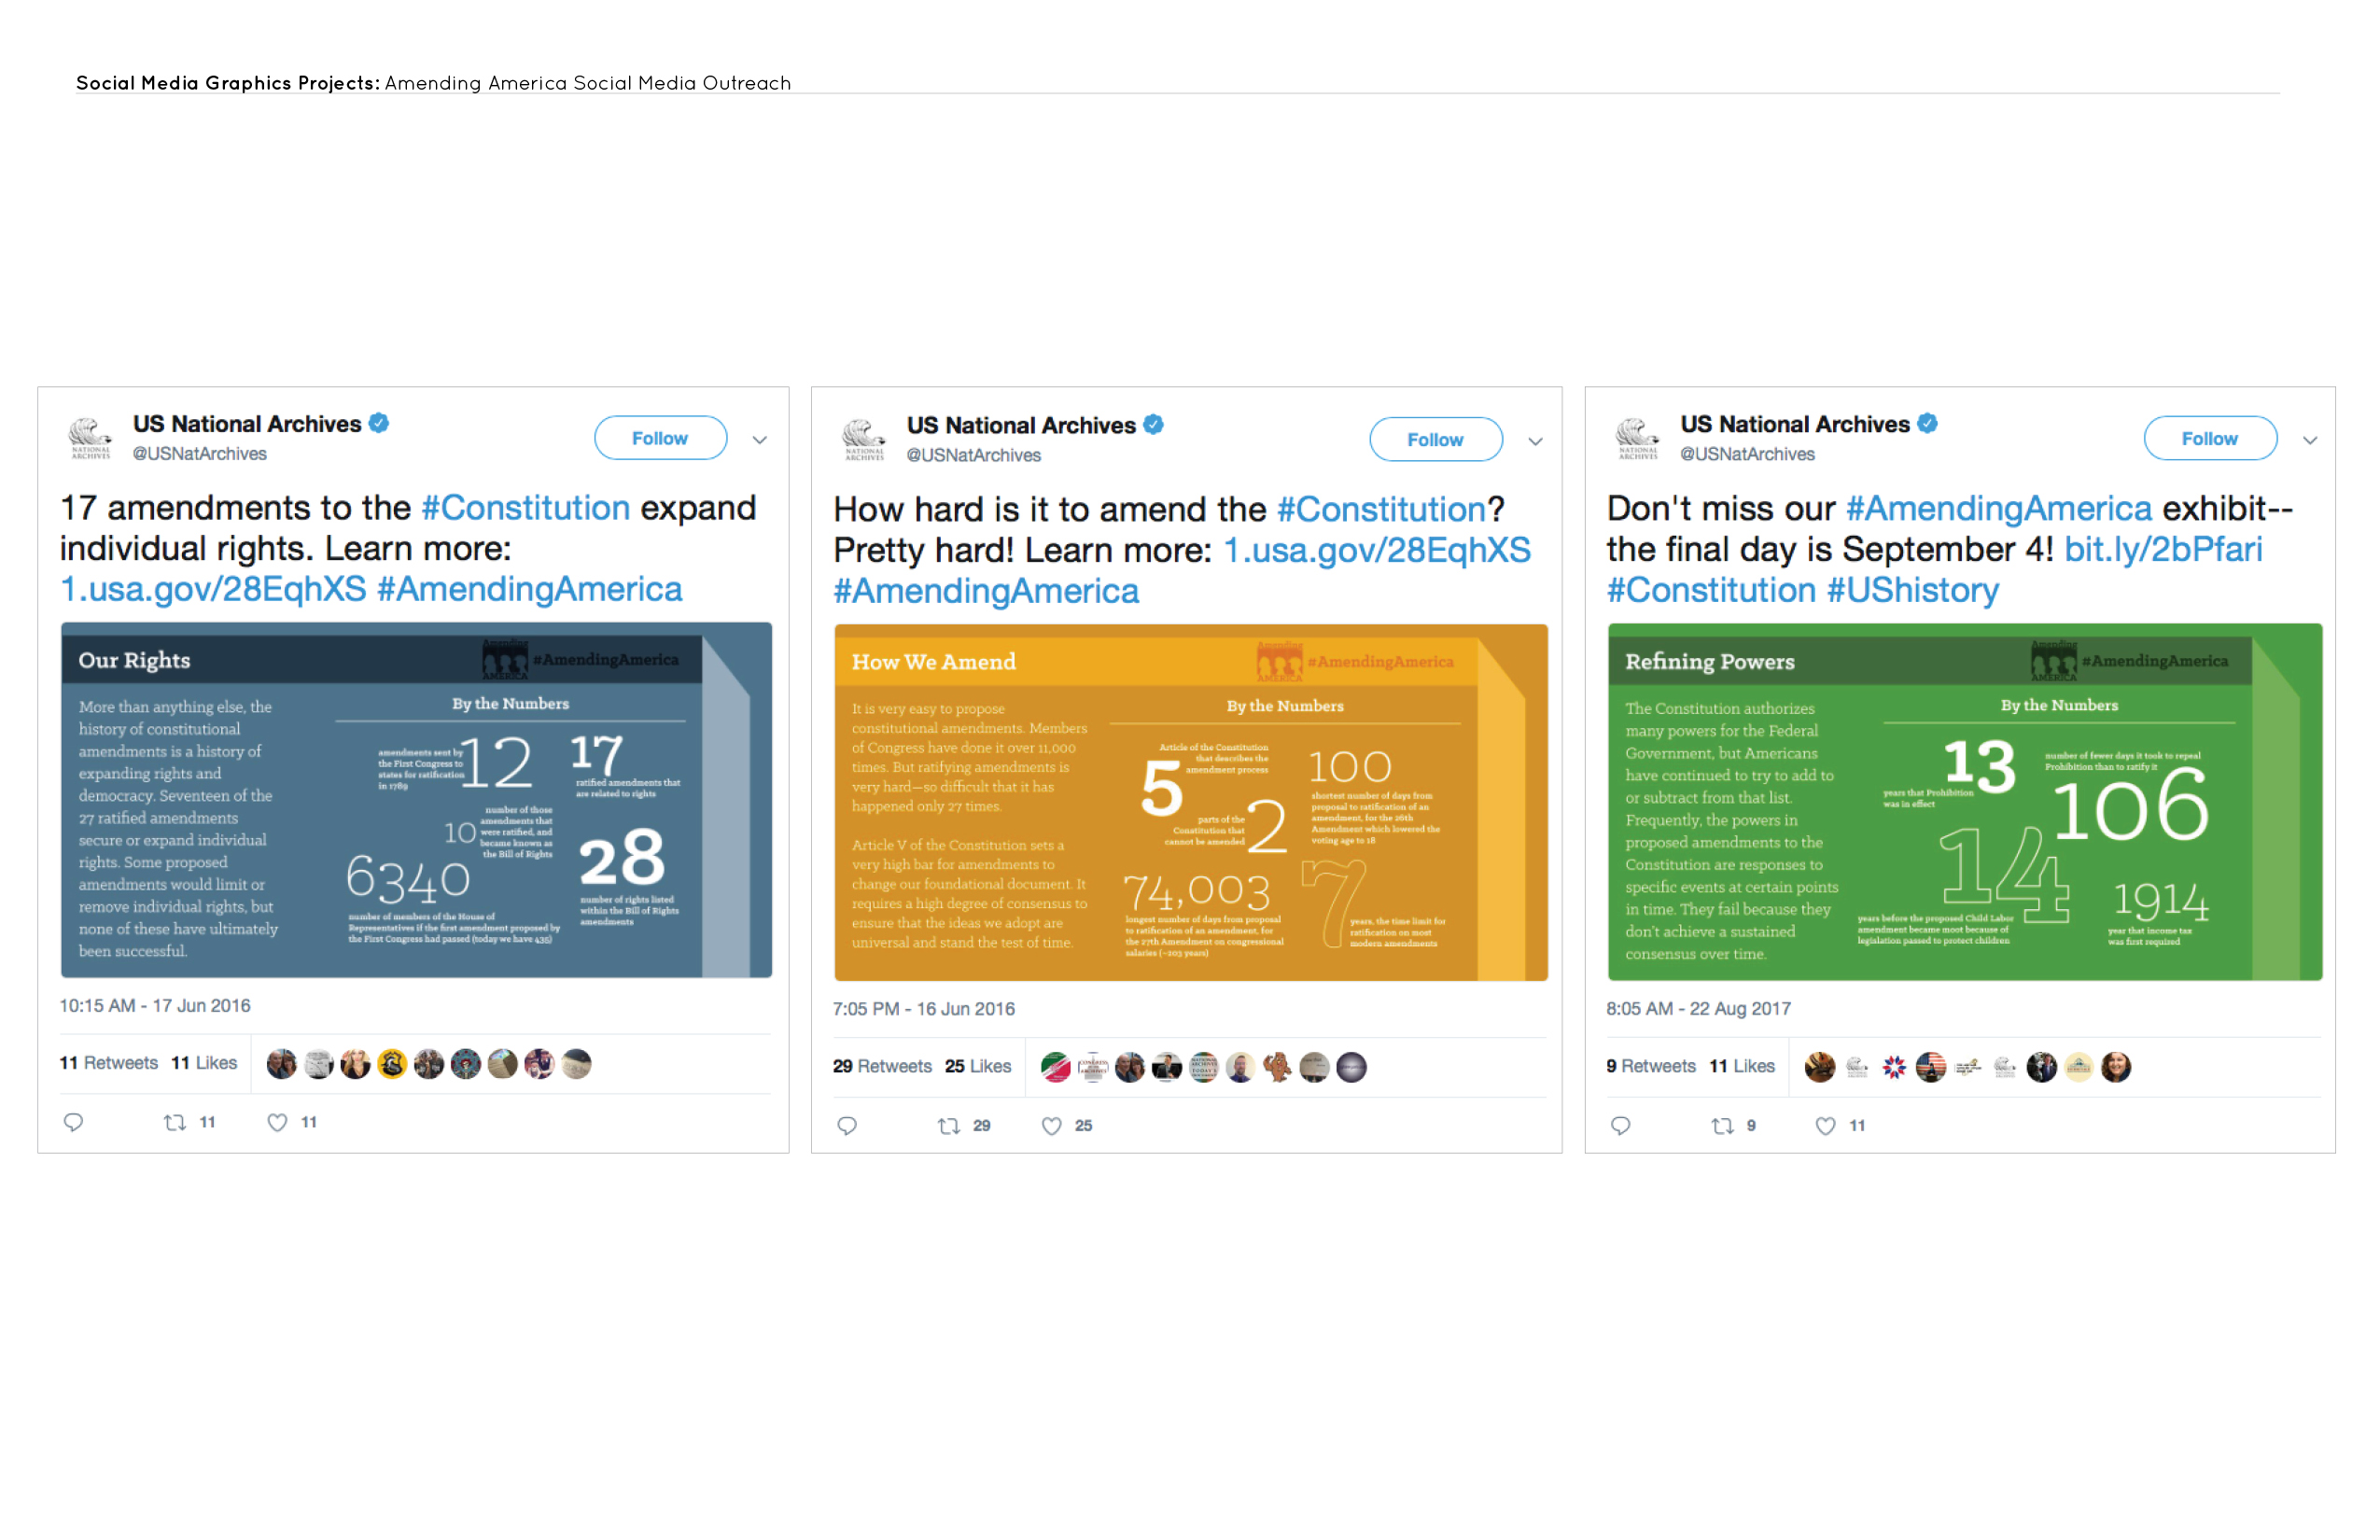 Social Media Graphics Projects: Amending America Social Media Outreach
US National Archives
@USNatArchives
Follow
NATIONAL
ARCHIVES
17 amendments to the #Constitution expand
individual rights. Learn more:
1.usa.gov/28EqhXS #AmendingAmerica
Our Rights
Amending
AMERICA
#AmendingAmerica
More than anything else, the
history of constitutional
amendments is a history of
expanding rights and
democracy. Seventeen of the
27 ratified amendments
secure or expand individual
rights. Some proposed
amendments would limit or
remove individual rights, but
none of these have ultimately
been successful.
By the Numbers
amendments sent by
the First Congress to
states for ratification
in 1789
12
17
ratified amendments that
are related to rights
10
number of those
amendments that
were ratified, and
became known as
the Bill of Rights
6340
number of members of the House of
Representatives if the first amendment proposed by
the First Congress had passed (today we have 435)
28
number of rights listed
within the Bill of Rights
amendments
10:15 AM - 17 Jun 2016
11 Retweets 11 Likes
11 11
US National Archives
@USNatArchives
Follow
NATIONAL
ARCHIVES
How hard is it to amend the #Constitution?
Pretty hard! Learn more: 1.usa.gov/28EqhXS
#AmendingAmerica
How We Amend
Amending
AMERICA
#AmendingAmerica
It is very easy to propose
constitutional amendments. Members
of Congress have done it over 11,000
times. But ratifying amendments is
very hard—so difficult that it has
happened only 27 times.
Article V of the Constitution sets a
very high bar for amendments to
change our foundational document. It
requires a high degree of consensus to
ensure that the ideas we adopt are
universal and stand the test of time.
By the Numbers
Article of the Constitution
that describes the
amendment process
5
100
shortest number of days from
proposal to ratification of an
amendment, for the 26th
Amendment which lowered the
voting age to 18
parts of the
Constitution that
cannot be amended
2
74,003
longest number of days from proposal
to ratification of an amendment, for
the 27th Amendment on congressional
salaries (~203 years)
7
years, the time limit for
ratification on most
modern amendments
7:05 PM - 16 Jun 2016
29 Retweets 25 Likes
29 25
US National Archives
@USNatArchives
Follow
NATIONAL
ARCHIVES
Don't miss our #AmendingAmerica exhibit--
the final day is September 4! bit.ly/2bPfari
#Constitution #UShistory
Refining Powers
Amending
AMERICA
#AmendingAmerica
The Constitution authorizes
many powers for the Federal
Government, but Americans
have continued to try to add to
or subtract from that list.
Frequently, the powers in
proposed amendments to the
Constitution are responses to
specific events at certain points
in time. They fail because they
don't achieve a sustained
consensus over time.
By the Numbers
13
years that Prohibition
was in effect
number of fewer days it took to repeal
Prohibition than to ratify it
106
14
years before the proposed Child Labor
amendment became moot because of
legislation passed to protect children
1914
year that income tax
was first required
8:05 AM - 22 Aug 2017
9 Retweets 11 Likes
9 11